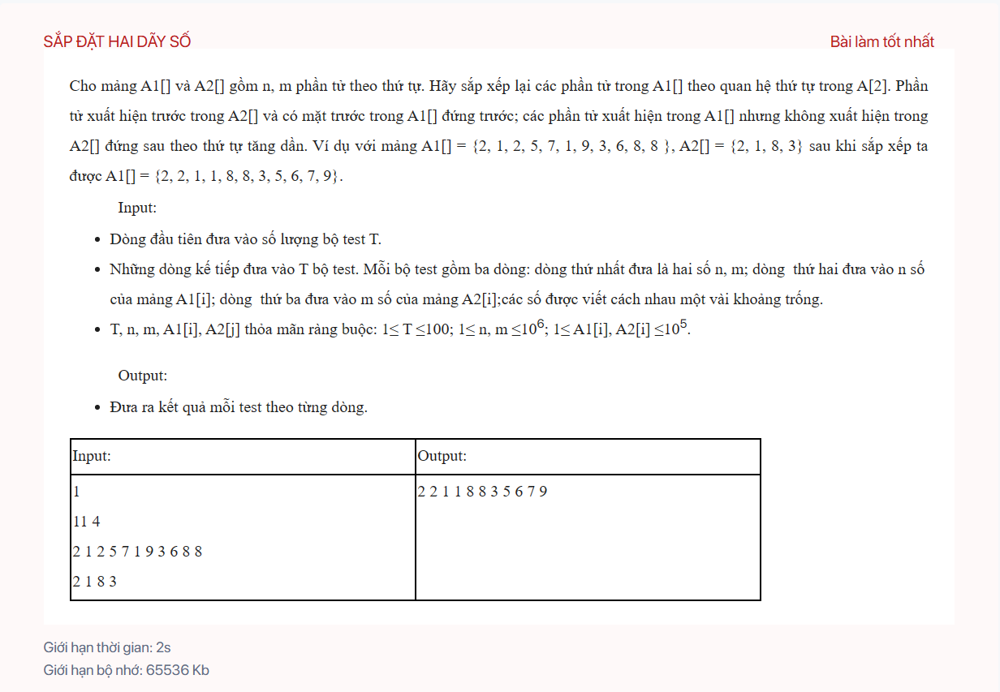 SẮP ĐẶT HAI DÃY SỐ
Bài làm tốt nhất
Cho mảng A1[] và A2[] gồm n, m phần tử theo thứ tự. Hãy sắp xếp lại các phần tử trong A1[] theo quan hệ thứ tự trong A[2]. Phần
tử xuất hiện trước trong A2[] và có mặt trước trong A1[] đứng trước; các phần tử xuất hiện trong A1[] nhưng không xuất hiện trong
A2[] đứng sau theo thứ tự tăng dần. Ví dụ với mảng A1[] = {2, 1, 2, 5, 7, 1, 9, 3, 6, 8, 8 }, A2[] = {2, 1, 8, 3} sau khi sắp xếp ta
được A1[] = {2, 2, 1, 1, 8, 8, 3, 5, 6, 7, 9}.
Input:
• Dòng đầu tiên đưa vào số lượng bộ test T.
• Những dòng kế tiếp đưa vào T bộ test. Mỗi bộ test gồm ba dòng: dòng thứ nhất đưa là hai số n, m; dòng thứ hai đưa vào n số
của mảng A1[i]; dòng thứ ba đưa vào m số của mảng A2[i];các số được viết cách nhau một vài khoảng trống.
• T, n, m, A1[i], A2[j] thỏa mãn ràng buộc: 1≤ T ≤100; 1≤ n, m ≤10⁶; 1≤ A1[i], A2[i] ≤10⁵.
Output:
• Đưa ra kết quả mỗi test theo từng dòng.
Input:
Output:
1
11 4
2 1 2 5 7 1 9 3 6 8 8
2 1 8 3
2 2 1 1 8 8 3 5 6 7 9
Giới hạn thời gian: 2s
Giới hạn bộ nhớ: 65536 Kb